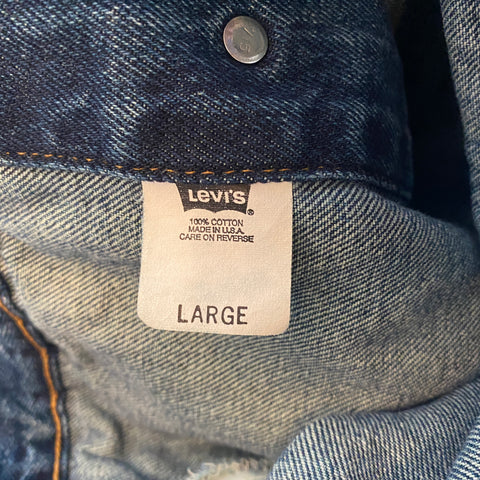 Levi's ®
100% COTTON
MADE IN U.S.A.
CARE ON REVERSE
LARGE